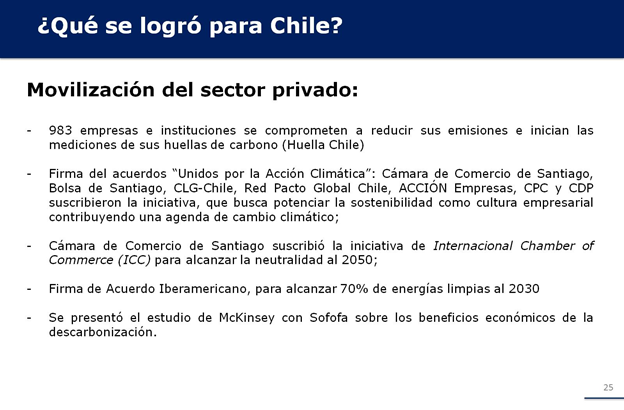 ¿Qué se logró para Chile?
Movilización del sector privado:
- 983 empresas e instituciones se comprometen a reducir sus emisiones e inician las
mediciones de sus huellas de carbono (Huella Chile)
- Firma del acuerdos “Unidos por la Acción Climática”: Cámara de Comercio de Santiago,
Bolsa de Santiago, CLG-Chile, Red Pacto Global Chile, ACCIÓN Empresas, CPC y CDP
suscribieron la iniciativa, que busca potenciar la sostenibilidad como cultura empresarial
contribuyendo una agenda de cambio climático;
- Cámara de Comercio de Santiago suscribió la iniciativa de Internacional Chamber of
Commerce (ICC) para alcanzar la neutralidad al 2050;
- Firma de Acuerdo Iberamericano, para alcanzar 70% de energías limpias al 2030
- Se presentó el estudio de McKinsey con Sofofa sobre los beneficios económicos de la
descarbonización.
25